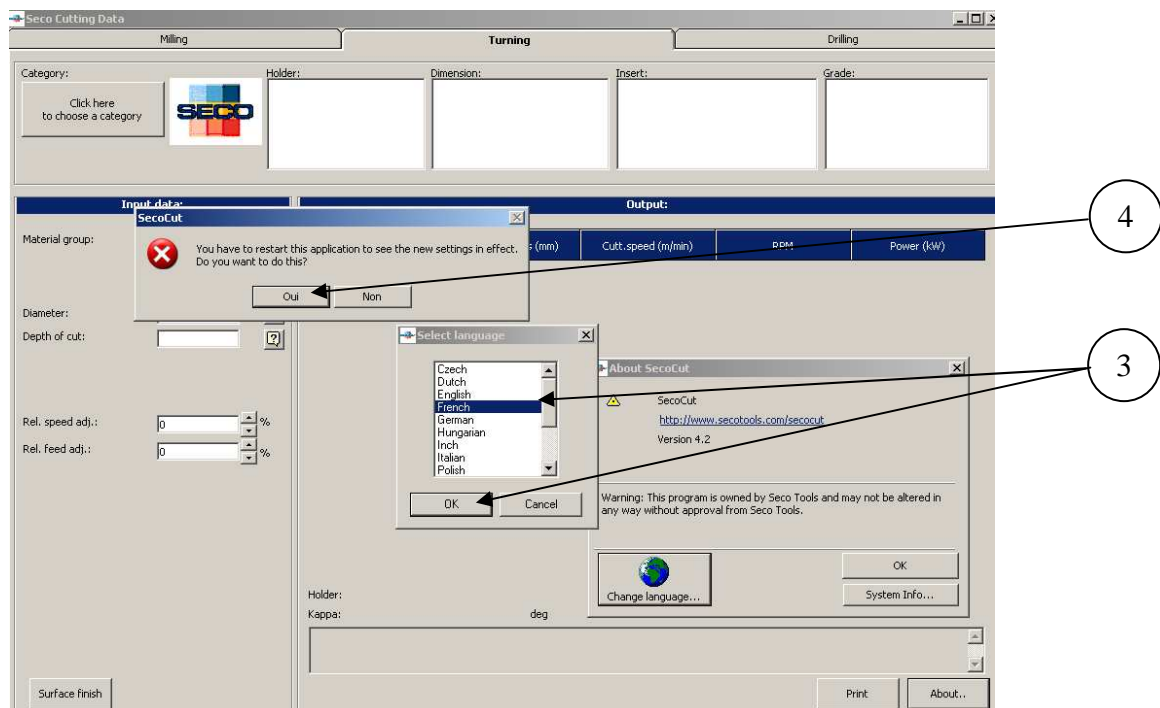 Seco Cutting Data
Milling
Turning
Drilling
Category:
Holder:
Dimension:
Insert:
Grade:
Click here
to choose a category
SECO
Input data:
Output:
SecoCut
4
Material group:
You have to restart this application to see the new settings in effect.
Do you want to do this?
(mm)
Cutt.speed (m/min)
RPM
Power (kW)
Oui
Non
Diameter:
Depth of cut:
Select language
3
Czech
Dutch
English
French
German
Hungarian
Inch
Italian
Polish
About SecoCut
SecoCut
http://www.secotools.com/secocut
Version 4.2
Rel. speed adj.:
0
%
Rel. feed adj.:
0
%
OK
Cancel
Warning: This program is owned by Seco Tools and may not be altered in
any way without approval from Seco Tools.
OK
Change language...
System Info...
Holder:
Kappa:
deg
Surface finish
Print
About..